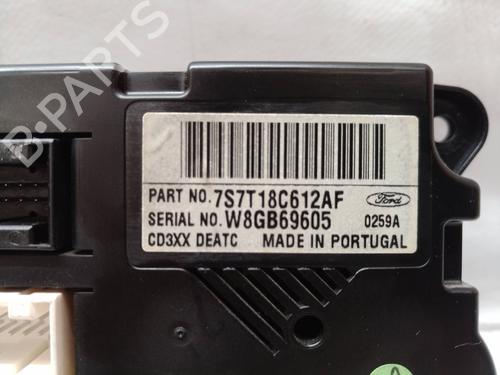 B-PARTS
PART NO. 7S7T18C612AF
Ford
SERIAL NO. W8GB69605 0259A
CD3XX DEATC MADE IN PORTUGAL